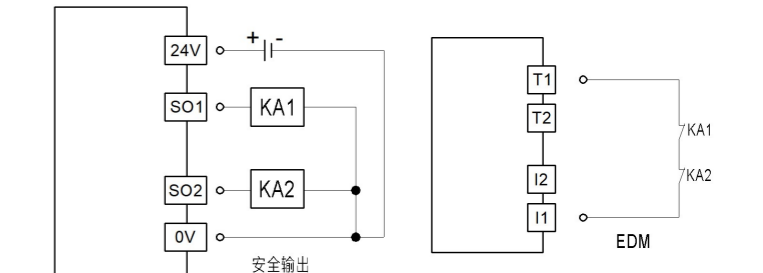 24V
+ -
SO1
KA1
SO2
KA2
0V
安全输出
T1
T2
I2
I1
KA1
KA2
EDM